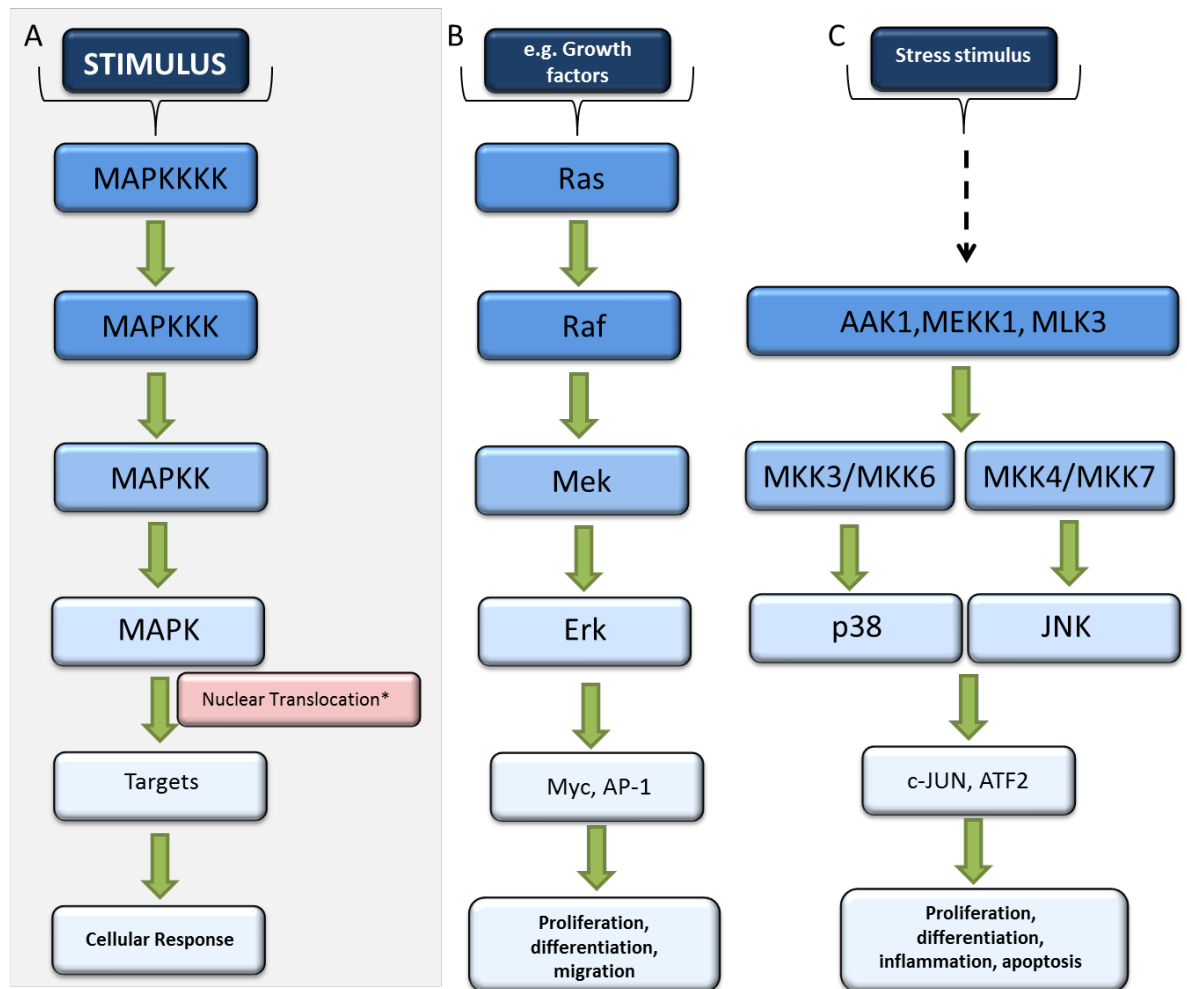 A
STIMULUS
MAPKKKK
MAPKKK
MAPKK
MAPK
Nuclear Translocation*
Targets
Cellular Response
B
e.g. Growth
factors
Ras
Raf
Mek
Erk
Myc, AP-1
Proliferation,
differentiation,
migration
C
Stress stimulus
AAK1,MEKK1, MLK3
MKK3/MKK6
MKK4/MKK7
p38
JNK
c-JUN, ATF2
Proliferation,
differentiation,
inflammation, apoptosis